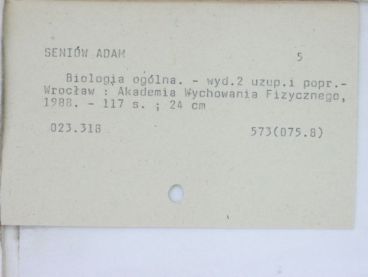 SENIÓW ADAM 5
Biologia ogólna. - wyd.2 uzup.i popr.-
Wrocław : Akademia Wychowania Fizycznego,
1988. - 117 s. ; 24 cm
023.318 573(075.8)